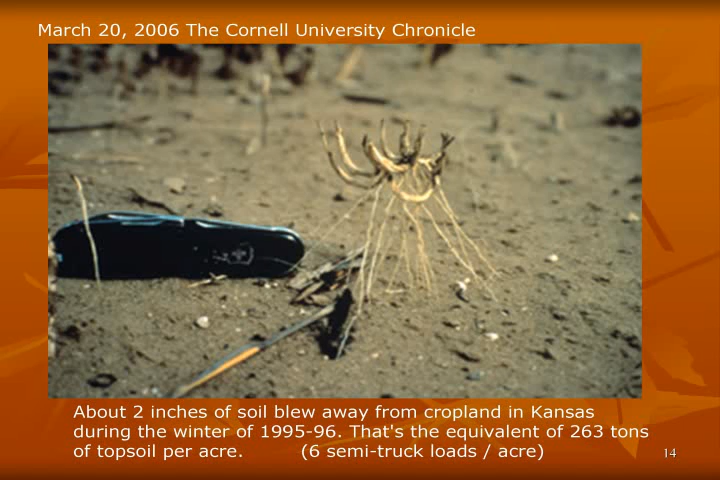 March 20, 2006 The Cornell University Chronicle
About 2 inches of soil blew away from cropland in Kansas
during the winter of 1995-96. That's the equivalent of 263 tons
of topsoil per acre. (6 semi-truck loads / acre)
14